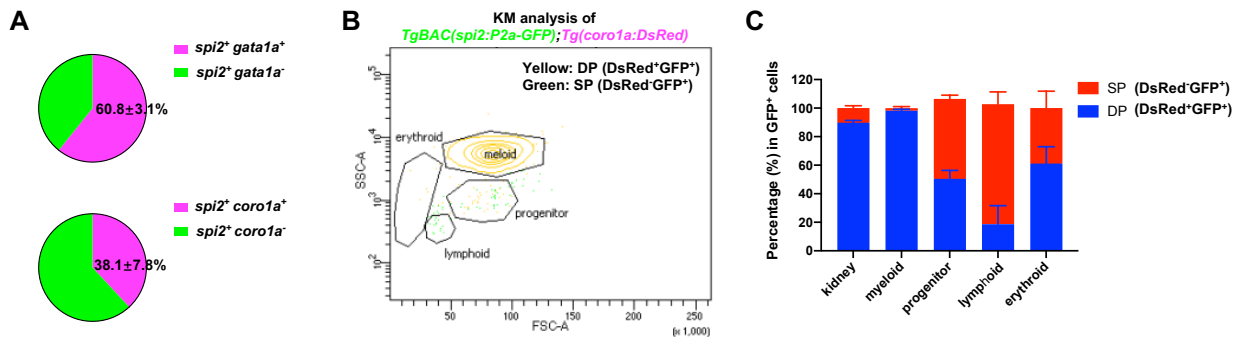 A
spi2⁺ gata1a⁺
spi2⁺ gata1a⁻
60.8±3.1%
spi2⁺ coro1a⁺
spi2⁺ coro1a⁻
38.1±7.8%
B
KM analysis of
TgBAC(spi2:P2a-GFP);Tg(coro1a:DsRed)
Yellow: DP (DsRed⁺GFP⁺)
Green: SP (DsRed⁻GFP⁺)
erythroid
meloid
progenitor
lymphoid
SSC-A
10⁵
10⁴
10³
10²
50 100 150 200 250
FSC-A
(x 1,000)
C
SP (DsRed⁻GFP⁺)
DP (DsRed⁺GFP⁺)
Percentage (%) in GFP⁺ cells
120
100
80
60
40
20
0
kidney
myeloid
progenitor
lymphoid
erythroid